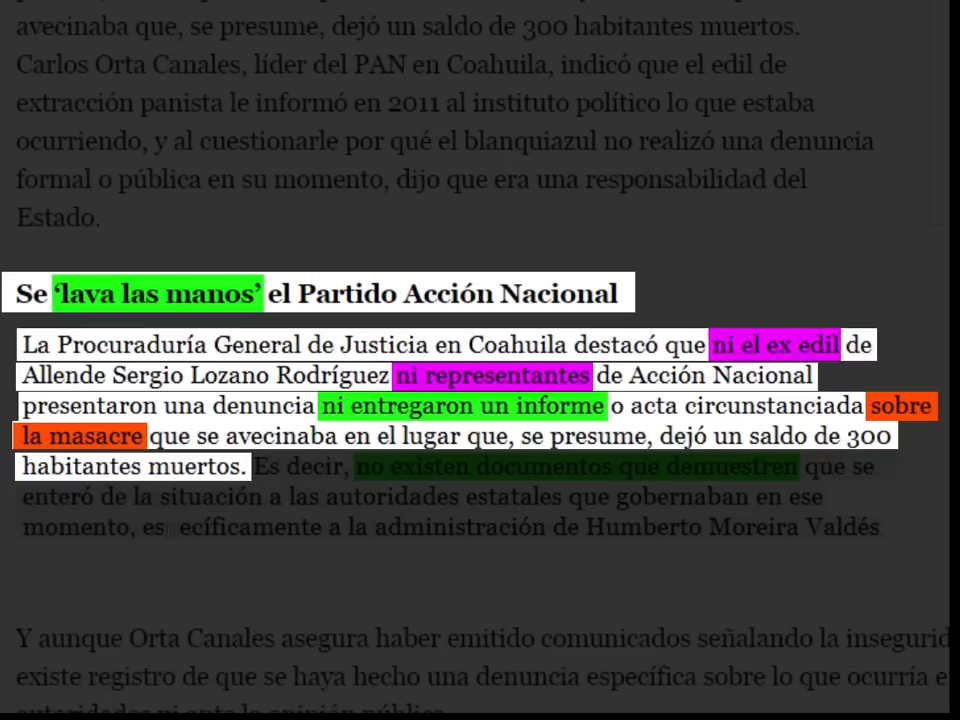 avecinaba que, se presume, dejó un saldo de 300 habitantes muertos.
Carlos Orta Canales, líder del PAN en Coahuila, indicó que el edil de
extracción panista le informó en 2011 al instituto político lo que estaba
ocurriendo, y al cuestionarle por qué el blanquiazul no realizó una denuncia
formal o pública en su momento, dijo que era una responsabilidad del
Estado.
Se ‘lava las manos’ el Partido Acción Nacional
La Procuraduría General de Justicia en Coahuila destacó que ni el ex edil de
Allende Sergio Lozano Rodríguez ni representantes de Acción Nacional
presentaron una denuncia ni entregaron un informe o acta circunstanciada sobre
la masacre que se avecinaba en el lugar que, se presume, dejó un saldo de 300
habitantes muertos. Es decir, no existen documentos que demuestren que se
enteró de la situación a las autoridades estatales que gobernaban en ese
momento, es ecíficamente a la administración de Humberto Moreira Valdés
Y aunque Orta Canales asegura haber emitido comunicados señalando la insegurid
existe registro de que se haya hecho una denuncia específica sobre lo que ocurría e